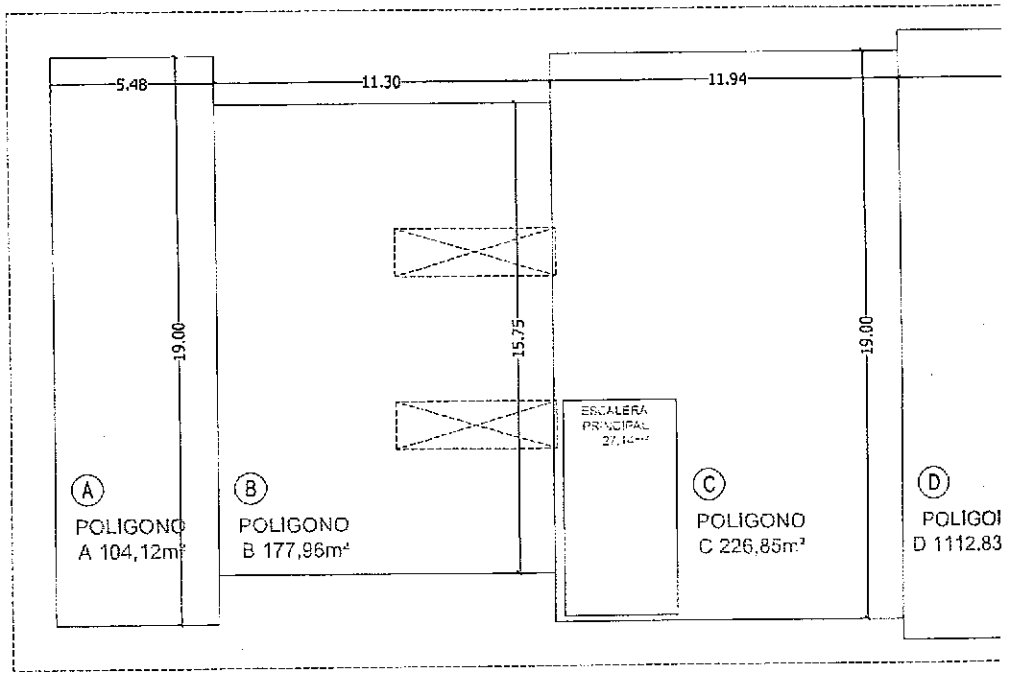 5.48
11.30
11.94
19.00
15.75
19.00
ESCALERA
PRINCIPAL
A
POLIGONO
A 104,12m²
B
POLIGONO
B 177,96m²
C
POLIGONO
C 226,85m²
D
POLIGO
D 1112.83